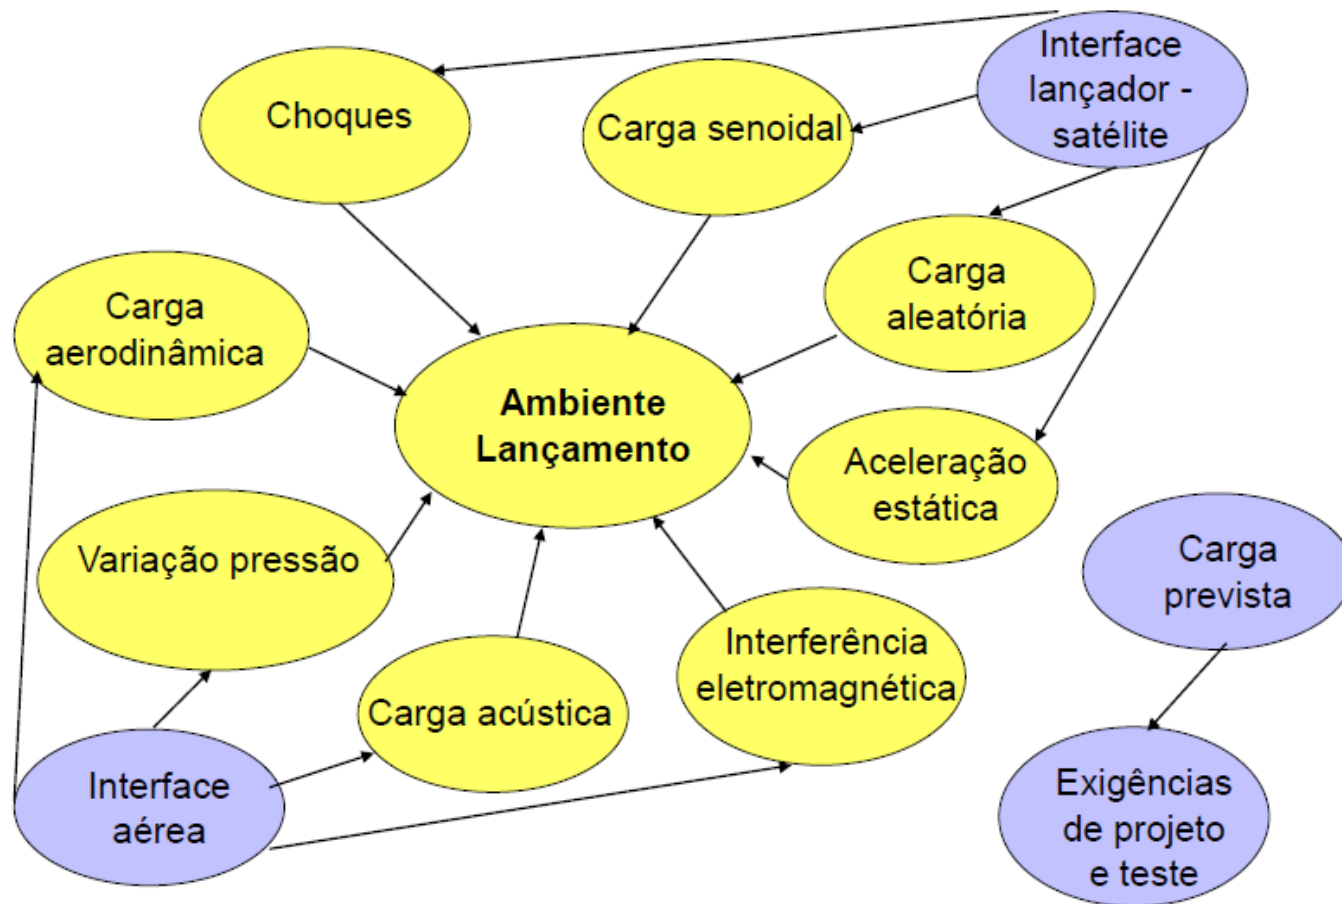 Choques
Carga senoidal
Interface
lançador -
satélite
Carga
aerodinâmica
Carga
aleatória
Ambiente
Lançamento
Aceleração
estática
Variação pressão
Carga
prevista
Carga acústica
Interferência
eletromagnética
Interface
aérea
Exigências
de projeto
e teste